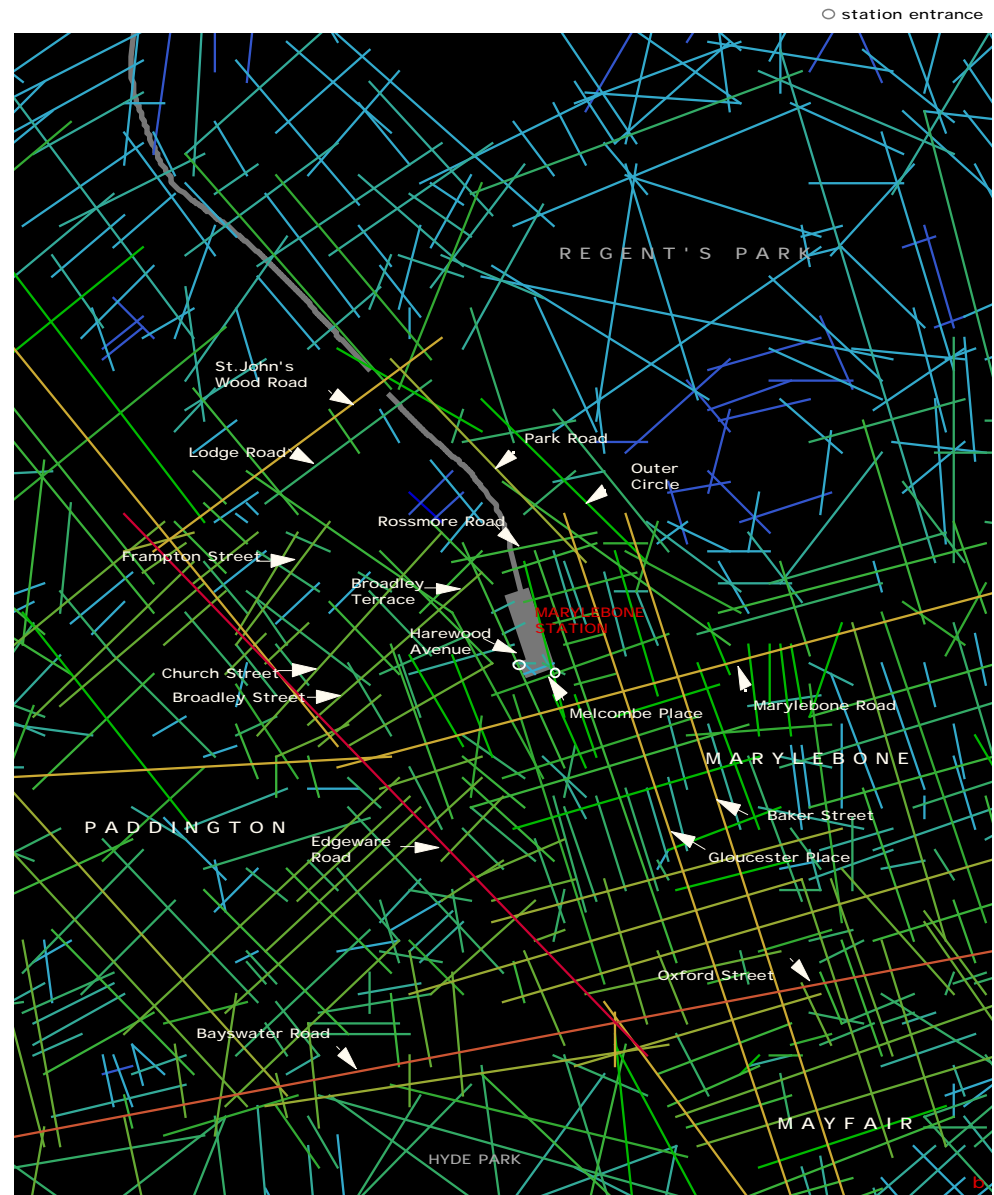 station entrance
REGENT'S PARK
St.John's
Wood Road
Park Road
Lodge Road
Outer
Circle
Rossmore Road
Frampton Street
Broadley
Terrace
MARYLEBONE
STATION
Harewood
Avenue
Church Street
Broadley Street
Marylebone Road
Melcombe Place
MARYLEBONE
Baker Street
PADDINGTON
Edgeware
Road
Gloucester Place
Oxford Street
Bayswater Road
MAYFAIR
HYDE PARK
b